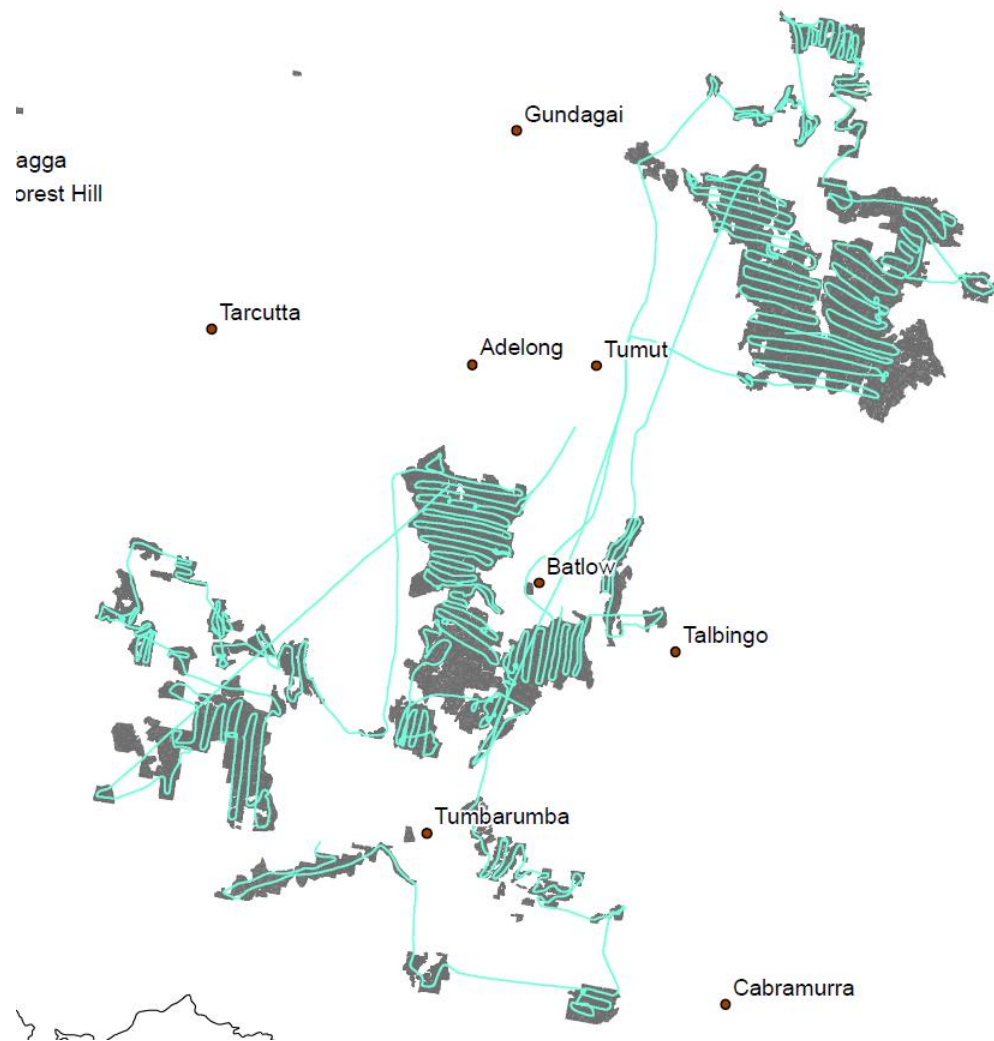 Gundagai
agga
orest Hill
Tarcutta
Adelong
Tumut
Batlow
Talbingo
Tumbarumba
Cabramurra